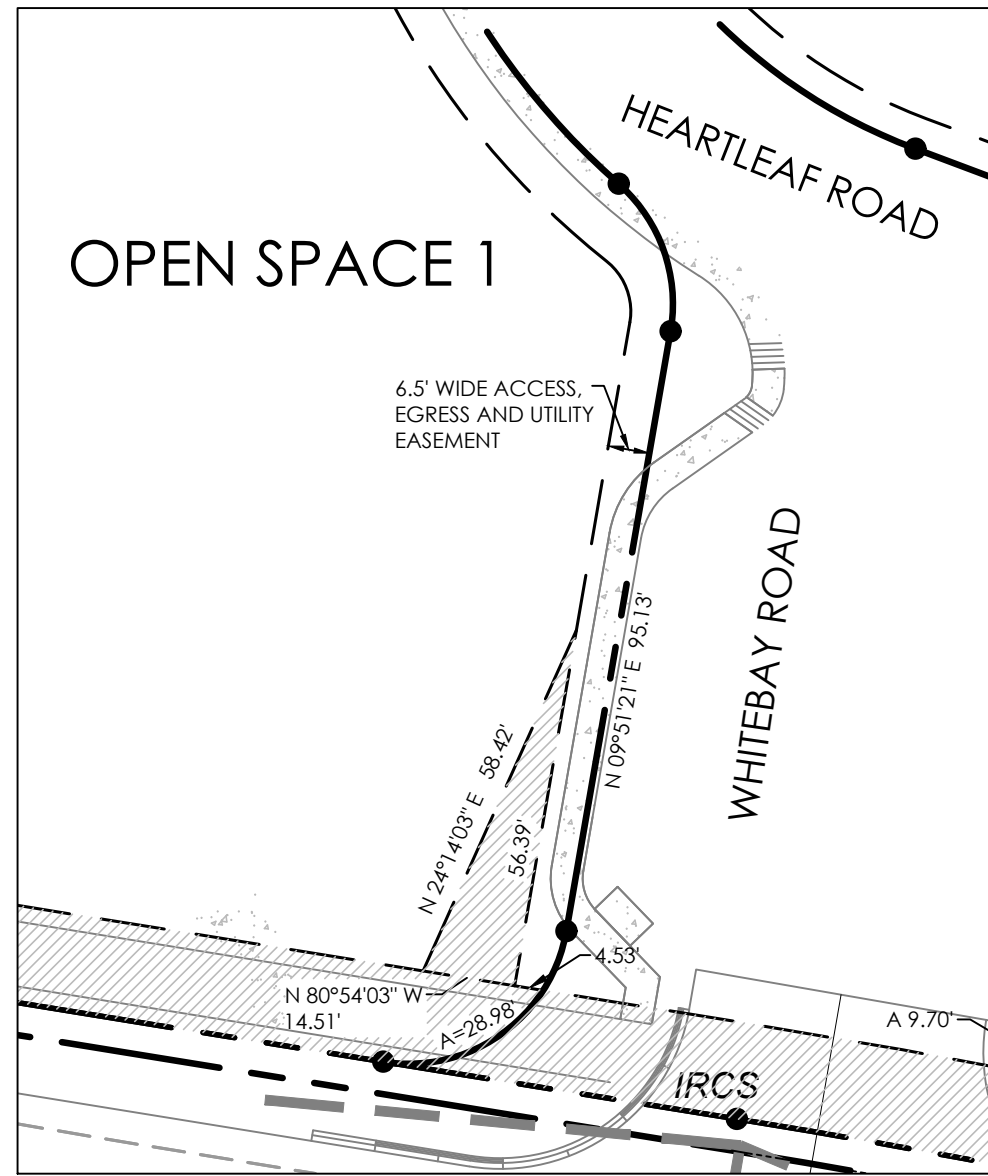 HEARTLEAF ROAD
OPEN SPACE 1
6.5' WIDE ACCESS,
EGRESS AND UTILITY
EASEMENT
WHITEBAY ROAD
N 09°51'21" E 95.13'
N 24°14'03" E 58.42'
56.39'
4.53'
N 80°54'03" W
14.51'
A=28.98'
A 9.70'
IRCS